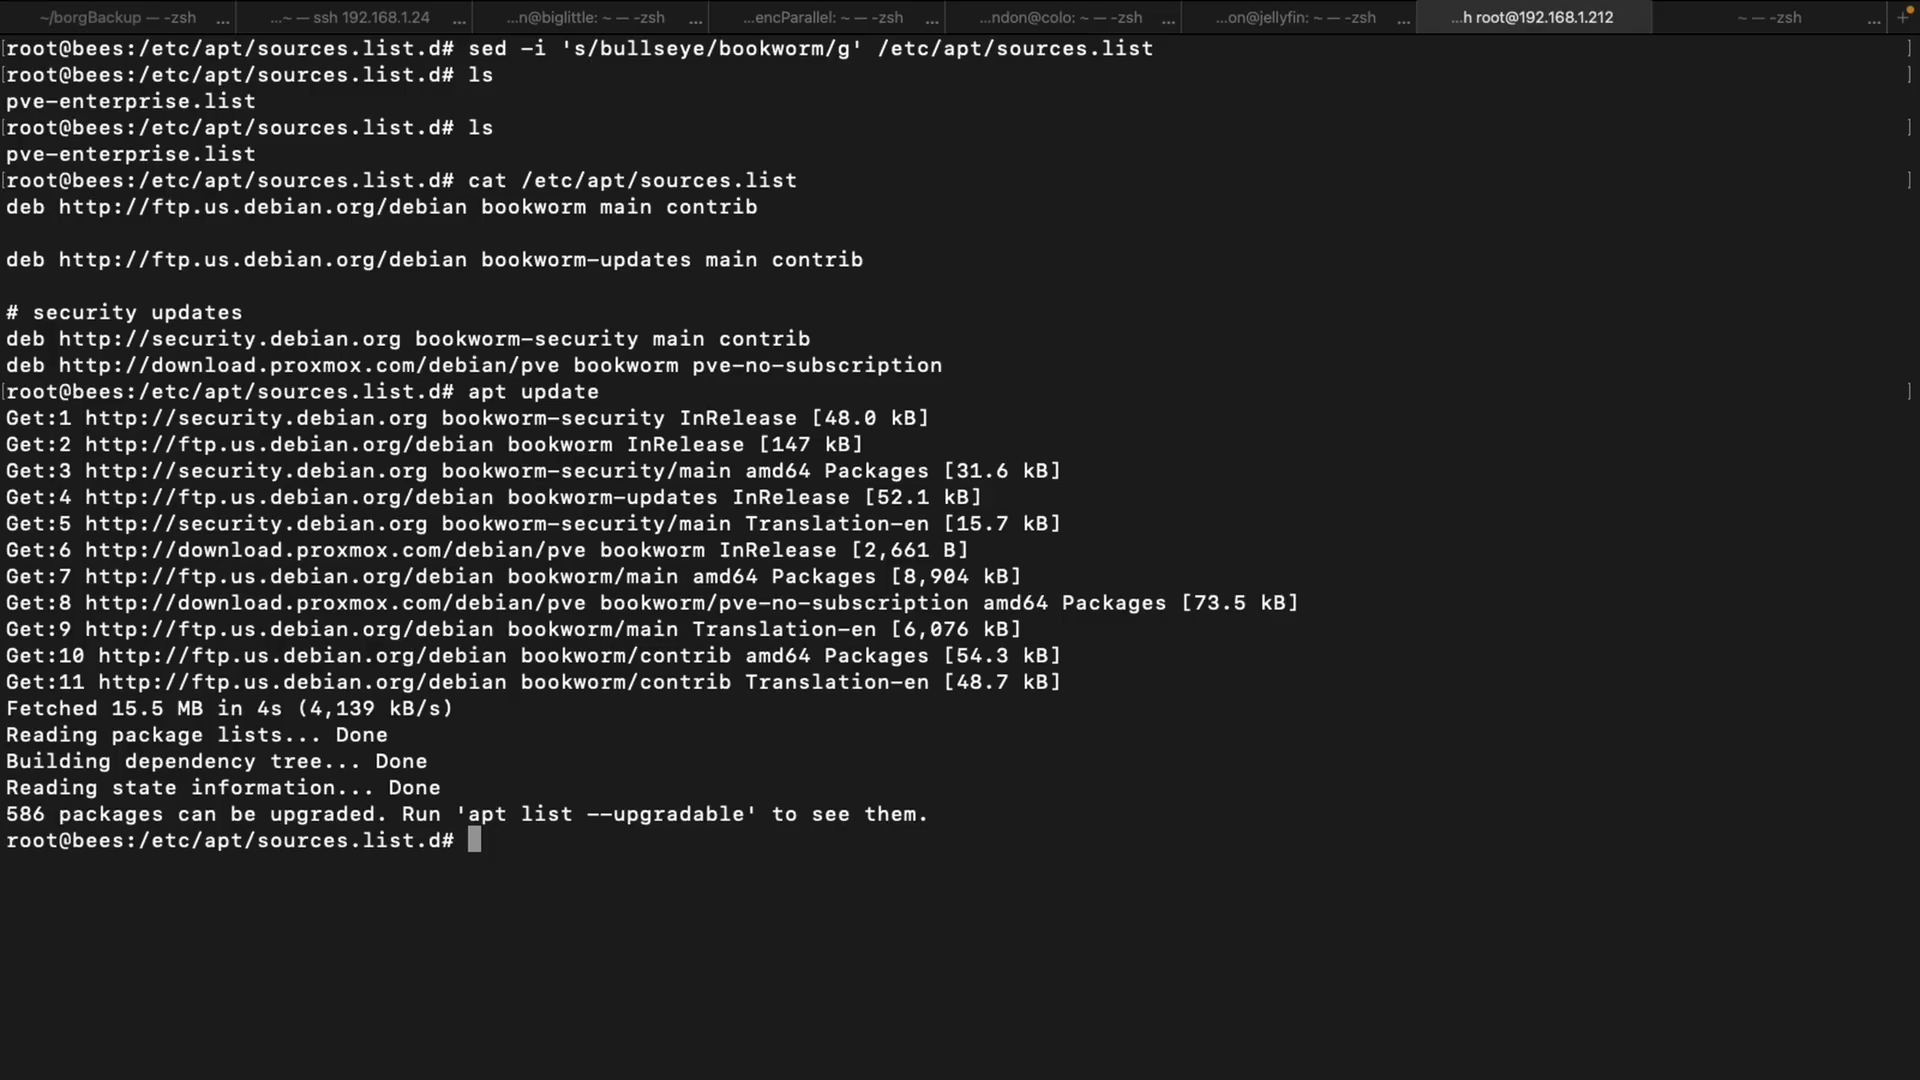 ~/borgBackup — -zsh ... ...~ — ssh 192.168.1.24 ... ...n@biglittle: ~ — -zsh ... ...encParallel: ~ — -zsh ... ...ndon@colo: ~ — -zsh ... ...on@jellyfin: ~ — -zsh ... ...h root@192.168.1.212 ~ — -zsh ... +
[root@bees:/etc/apt/sources.list.d# sed -i 's/bullseye/bookworm/g' /etc/apt/sources.list ]
[root@bees:/etc/apt/sources.list.d# ls ]
pve-enterprise.list
[root@bees:/etc/apt/sources.list.d# ls ]
pve-enterprise.list
[root@bees:/etc/apt/sources.list.d# cat /etc/apt/sources.list ]
deb http://ftp.us.debian.org/debian bookworm main contrib
deb http://ftp.us.debian.org/debian bookworm-updates main contrib
# security updates
deb http://security.debian.org bookworm-security main contrib
deb http://download.proxmox.com/debian/pve bookworm pve-no-subscription
[root@bees:/etc/apt/sources.list.d# apt update ]
Get:1 http://security.debian.org bookworm-security InRelease [48.0 kB]
Get:2 http://ftp.us.debian.org/debian bookworm InRelease [147 kB]
Get:3 http://security.debian.org bookworm-security/main amd64 Packages [31.6 kB]
Get:4 http://ftp.us.debian.org/debian bookworm-updates InRelease [52.1 kB]
Get:5 http://security.debian.org bookworm-security/main Translation-en [15.7 kB]
Get:6 http://download.proxmox.com/debian/pve bookworm InRelease [2,661 B]
Get:7 http://ftp.us.debian.org/debian bookworm/main amd64 Packages [8,904 kB]
Get:8 http://download.proxmox.com/debian/pve bookworm/pve-no-subscription amd64 Packages [73.5 kB]
Get:9 http://ftp.us.debian.org/debian bookworm/main Translation-en [6,076 kB]
Get:10 http://ftp.us.debian.org/debian bookworm/contrib amd64 Packages [54.3 kB]
Get:11 http://ftp.us.debian.org/debian bookworm/contrib Translation-en [48.7 kB]
Fetched 15.5 MB in 4s (4,139 kB/s)
Reading package lists... Done
Building dependency tree... Done
Reading state information... Done
586 packages can be upgraded. Run 'apt list --upgradable' to see them.
root@bees:/etc/apt/sources.list.d#